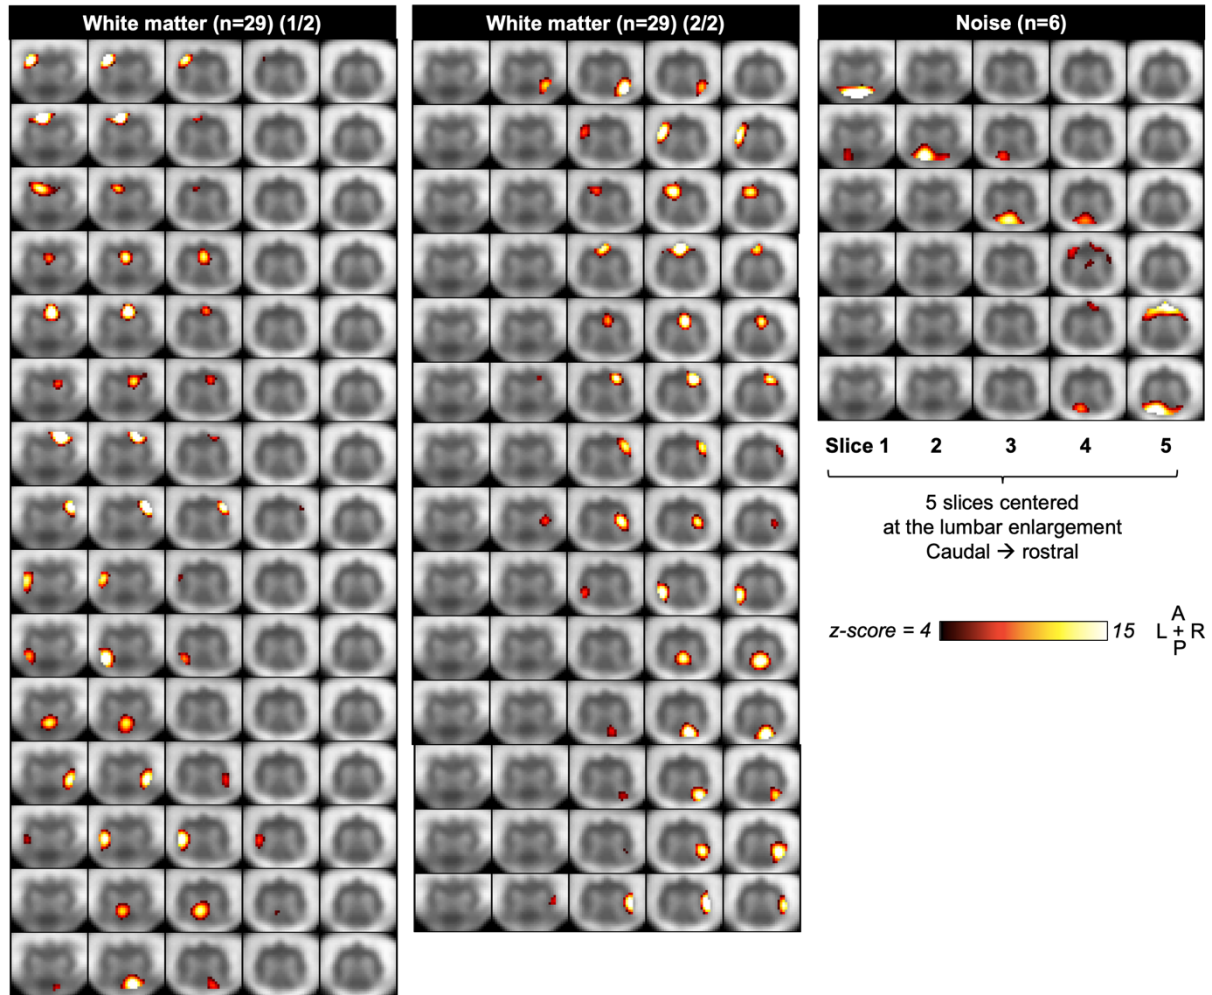 White matter (n=29) (1/2)
White matter (n=29) (2/2)
Noise (n=6)
Slice 1 2 3 4 5
5 slices centered
at the lumbar enlargement
Caudal → rostral
z-score = 4 15
A
L + R
P